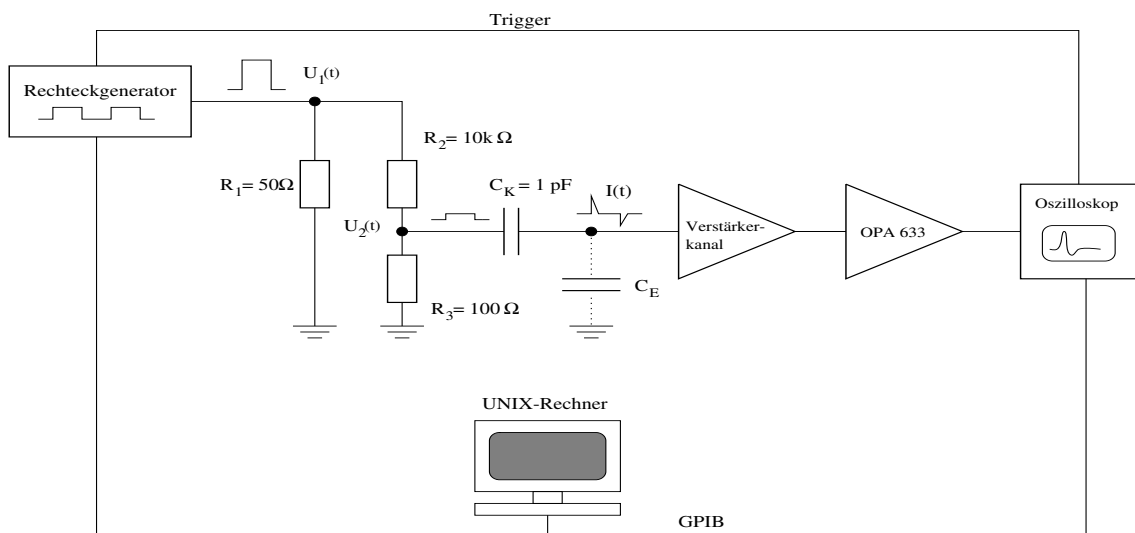 Trigger
Rechteckgenerator
U1(t)
R2= 10k Ω
R1= 50Ω
CK= 1 pF
I(t)
U2(t)
Verstärker-
kanal
OPA 633
Oszilloskop
R3= 100 Ω
CE
UNIX-Rechner
GPIB